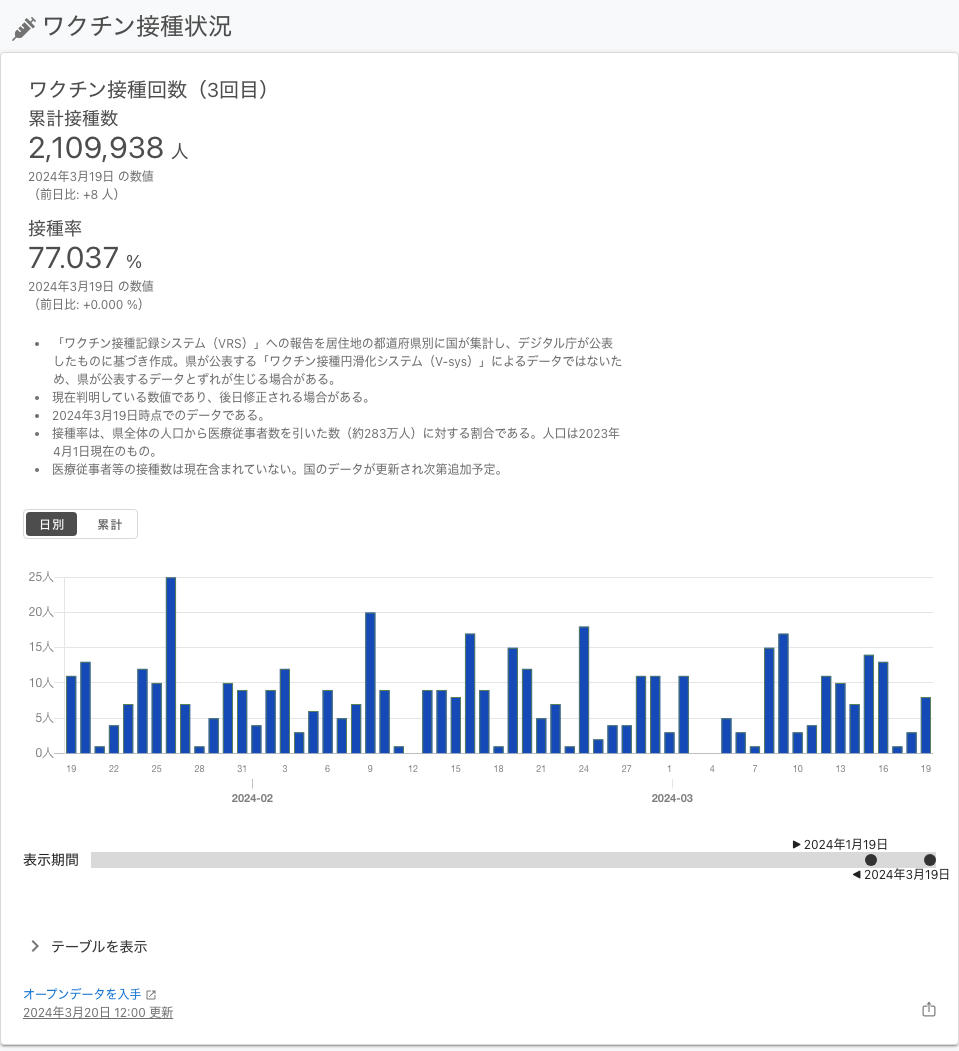 ワクチン接種状況
ワクチン接種回数（3回目）
累計接種数
2,109,938 人
2024年3月19日 の数値
（前日比: +8 人）
接種率
77.037 %
2024年3月19日 の数値
（前日比: +0.000 %）
• 「ワクチン接種記録システム（VRS）」への報告を居住地の都道府県別に国が集計し、デジタル庁が公表
したものに基づき作成。県が公表する「ワクチン接種円滑化システム（V-sys）」によるデータではないた
め、県が公表するデータとずれが生じる場合がある。
• 現在判明している数値であり、後日修正される場合がある。
• 2024年3月19日時点でのデータである。
• 接種率は、県全体の人口から医療従事者数を引いた数（約283万人）に対する割合である。人口は2023年
4月1日現在のもの。
• 医療従事者等の接種数は現在含まれていない。国のデータが更新され次第追加予定。
日別 累計
25人
20人
15人
10人
5人
0人
19 22 25 28 31 3 6 9 12 15 18 21 24 27 1 4 7 10 13 16 19
2024-02 2024-03
▶ 2024年1月19日
表示期間
◀ 2024年3月19日
テーブルを表示
オープンデータを入手
2024年3月20日 12:00 更新